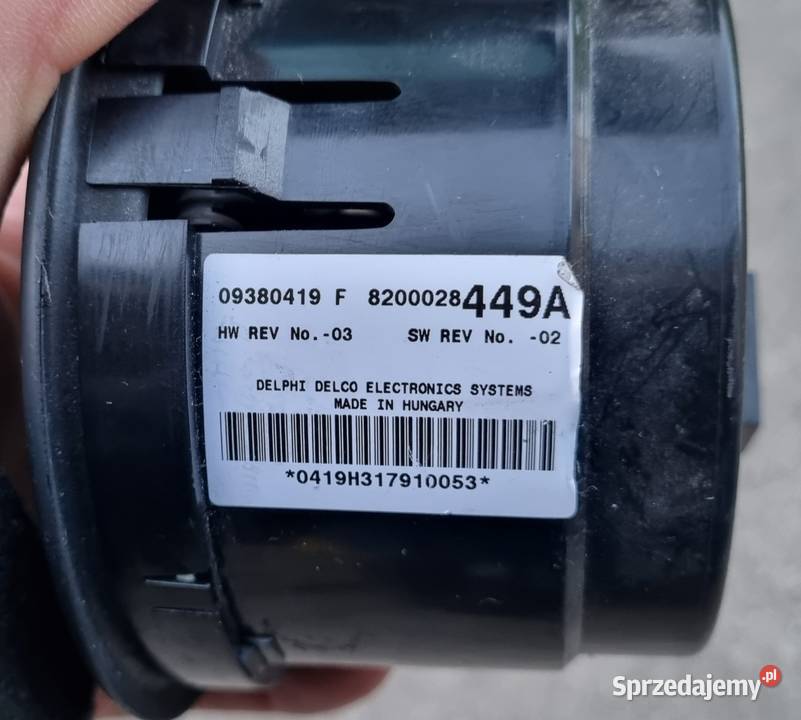 09380419 F 8200028449A
HW REV No.-03 SW REV No. -02
DELPHI DELCO ELECTRONICS SYSTEMS
MADE IN HUNGARY
*0419H317910053*
Sprzedajemy.pl